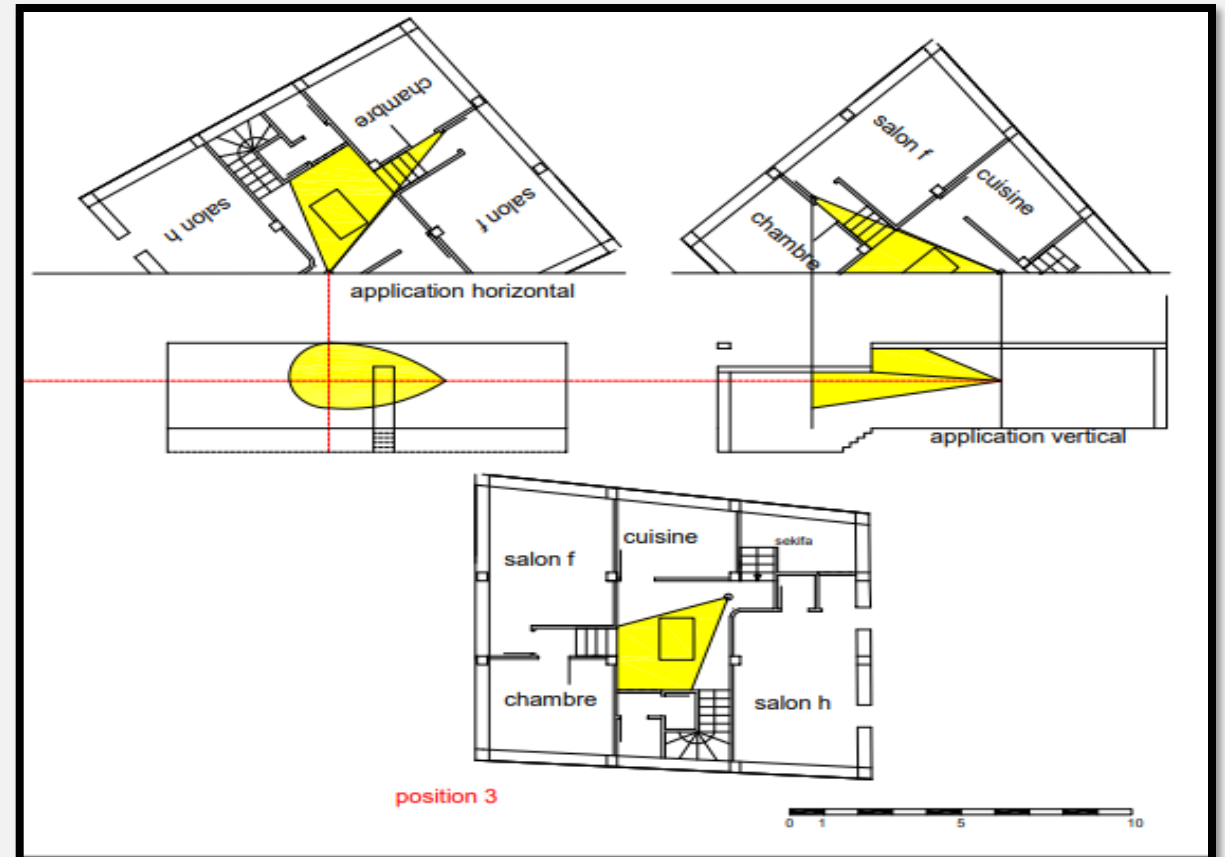 chambre
salon h
salon f
application horizontal
salon f
cuisine
chambre
application vertical
salon f
cuisine
sekifa
chambre
salon h
position 3
0 1 5 10